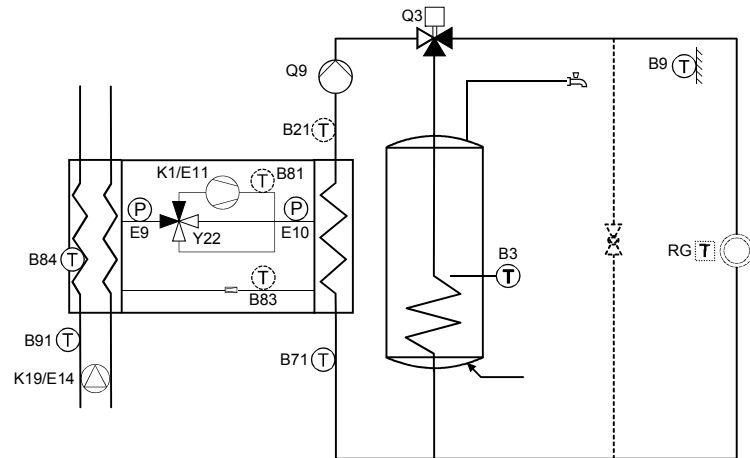 Q3
B9 T
Q9
B21 T
K1/E11
T B81
P
P
E9
Y22
E10
B84 T
B3
T
RG T
T
B83
B91 T
B71 T
K19/E14